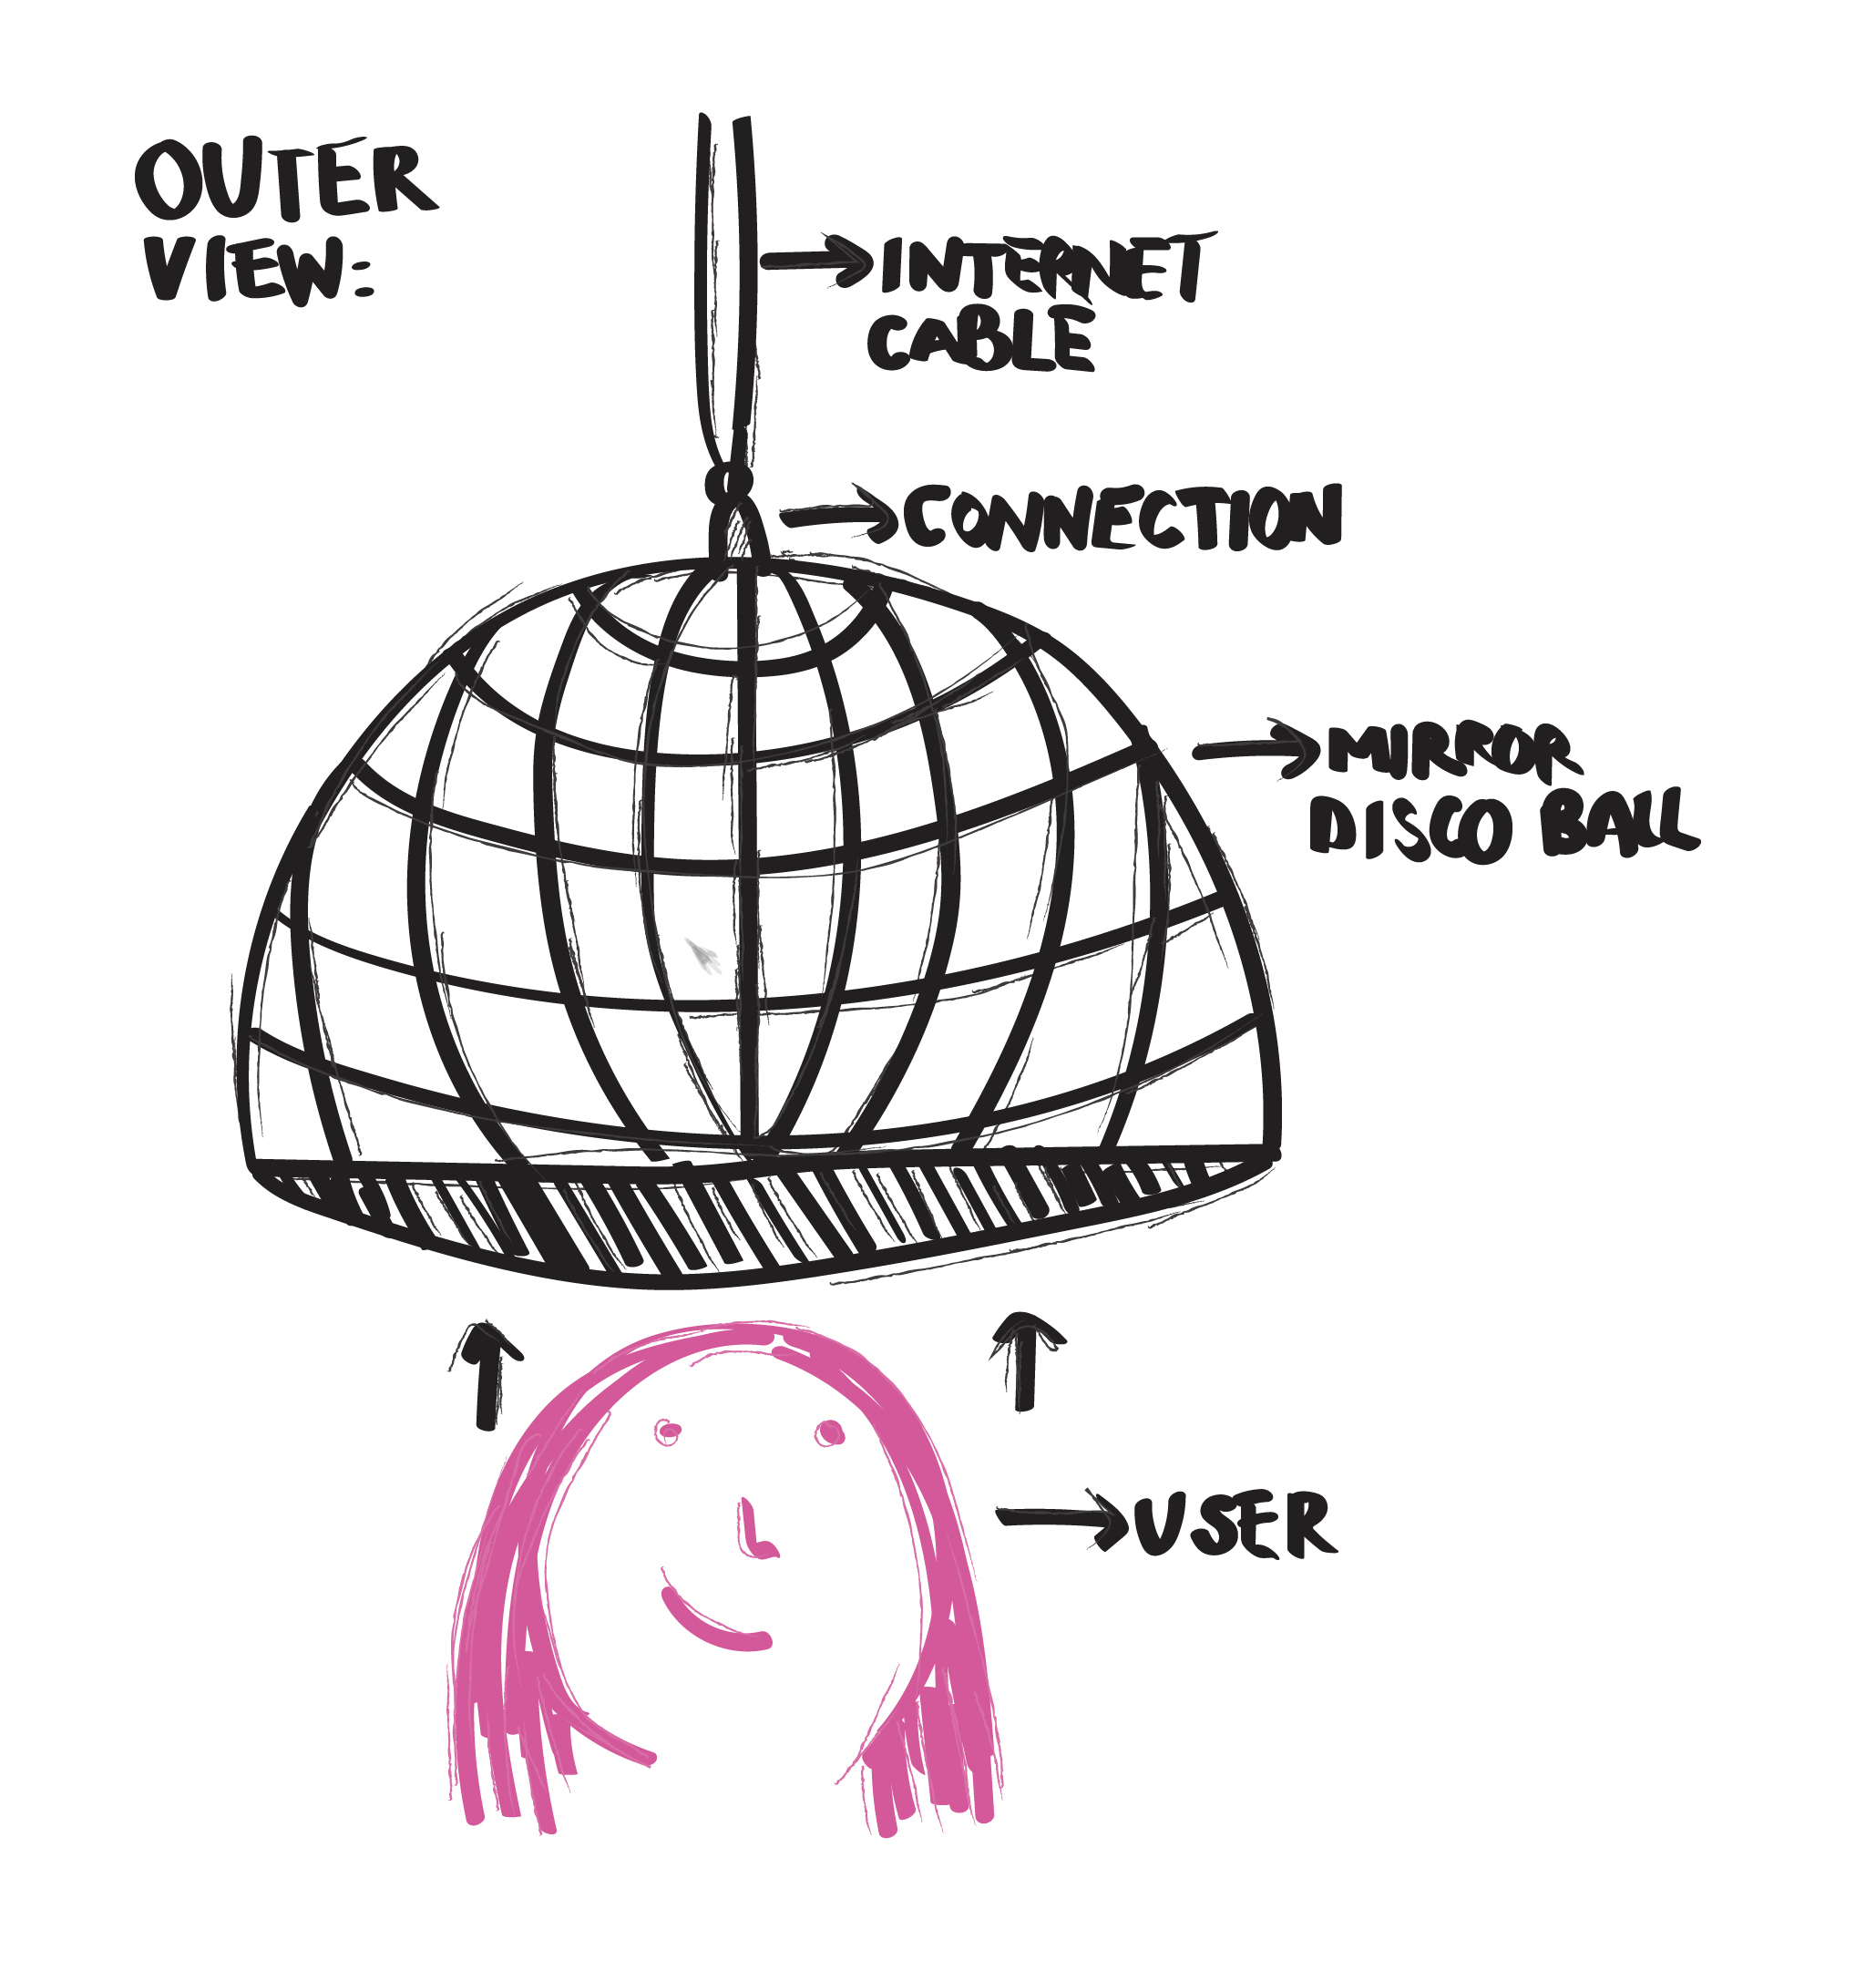 OUTER
VIEW:
INTERNET
CABLE
CONNECTION
MIRROR
DISCO BALL
USER